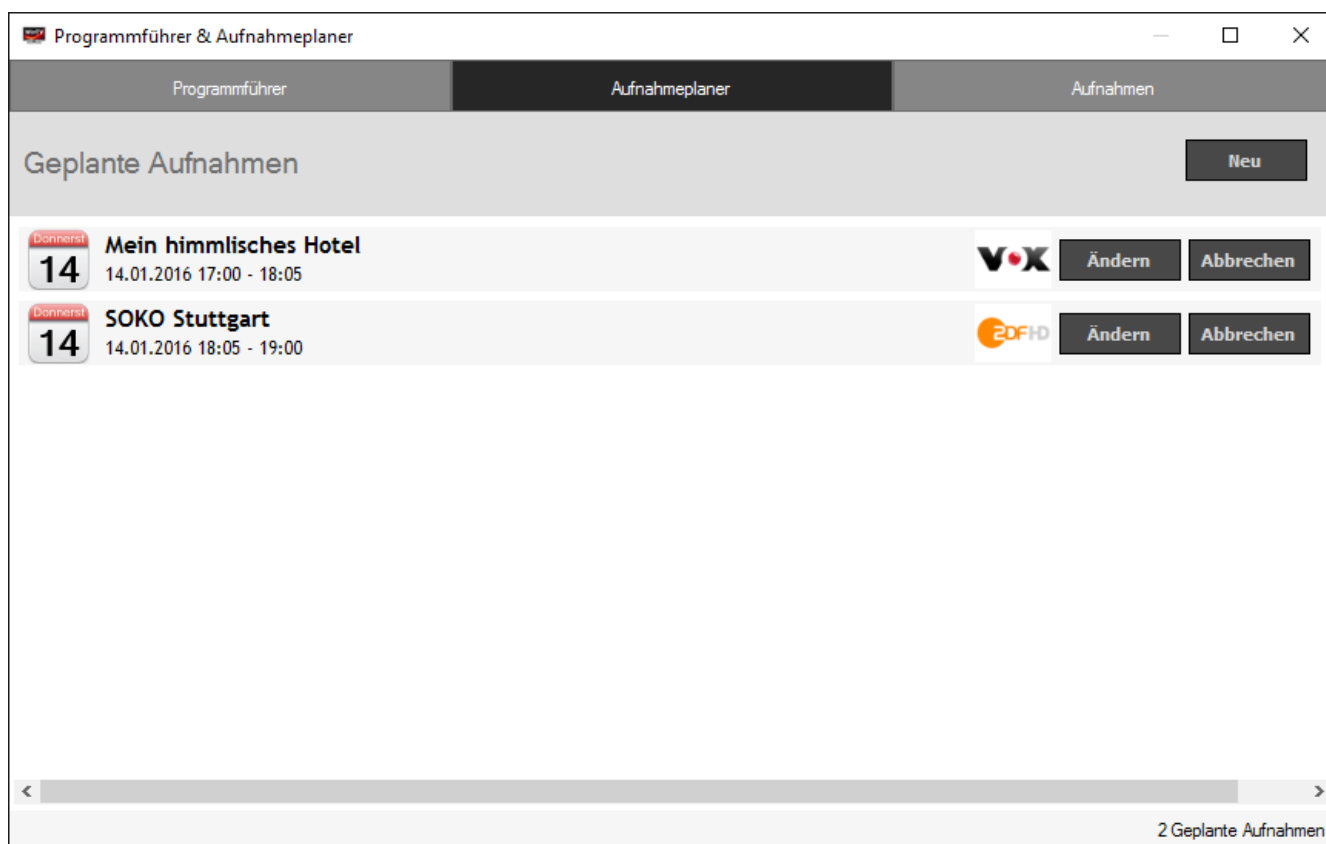 Programmführer & Aufnahmeplaner
Programmführer Aufnahmeplaner Aufnahmen
Geplante Aufnahmen Neu
Donnerst
14
Mein himmlisches Hotel
14.01.2016 17:00 - 18:05
VOX Ändern Abbrechen
Donnerst
14
SOKO Stuttgart
14.01.2016 18:05 - 19:00
ZDFHD Ändern Abbrechen
2 Geplante Aufnahmen